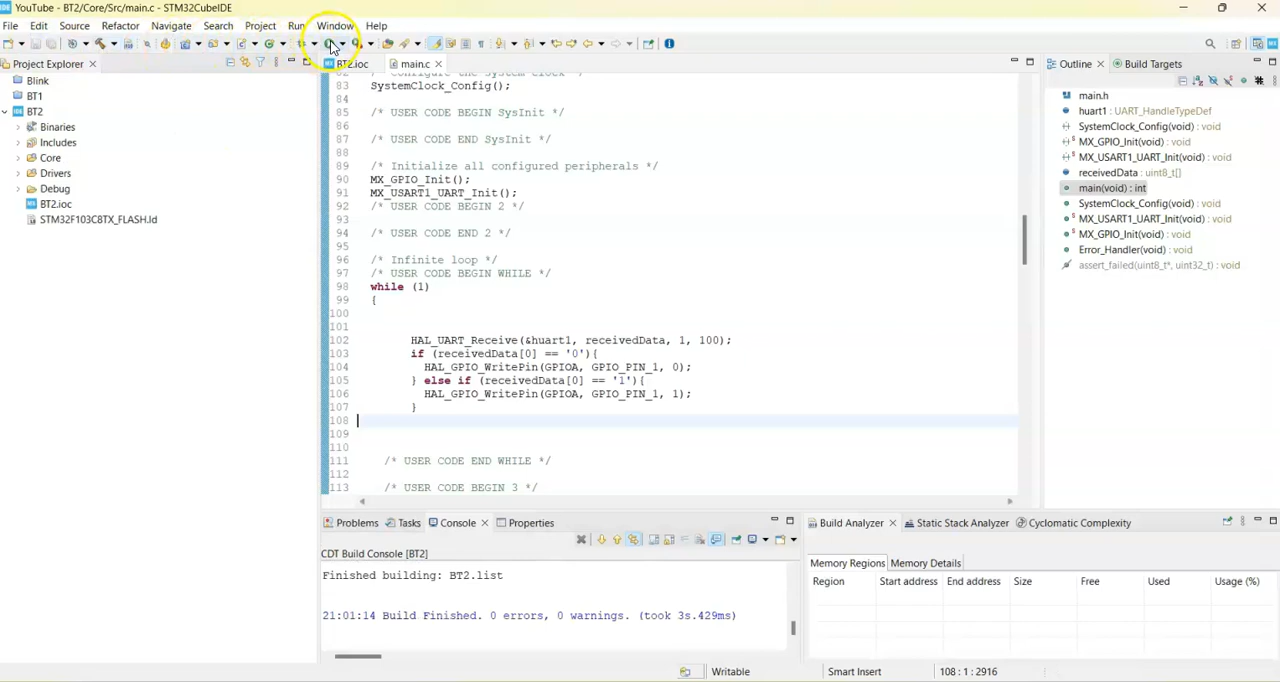 YouTube - BT2/Core/Src/main.c - STM32CubeIDE
File Edit Source Refactor Navigate Search Project Run Window Help
Project Explorer
BT2.ioc
main.c
Outline
Build Targets
Blink
BT1
BT2
Binaries
Includes
Core
Drivers
Debug
BT2.ioc
STM32F103C8TX_FLASH.ld
82 /* Configure the system clock */
83 SystemClock_Config();
84
85 /* USER CODE BEGIN SysInit */
86
87 /* USER CODE END SysInit */
88
89 /* Initialize all configured peripherals */
90 MX_GPIO_Init();
91 MX_USART1_UART_Init();
92 /* USER CODE BEGIN 2 */
93
94 /* USER CODE END 2 */
95
96 /* Infinite loop */
97 /* USER CODE BEGIN WHILE */
98 while (1)
99 {
100
101
102 HAL_UART_Receive(&huart1, receivedData, 1, 100);
103 if (receivedData[0] == '0'){
104 HAL_GPIO_WritePin(GPIOA, GPIO_PIN_1, 0);
105 } else if (receivedData[0] == '1'){
106 HAL_GPIO_WritePin(GPIOA, GPIO_PIN_1, 1);
107 }
108
109
110
111 /* USER CODE END WHILE */
112
113 /* USER CODE BEGIN 3 */
main.h
huart1 : UART_HandleTypeDef
SystemClock_Config(void) : void
MX_GPIO_Init(void) : void
MX_USART1_UART_Init(void) : void
receivedData : uint8_t[]
main(void) : int
SystemClock_Config(void) : void
MX_USART1_UART_Init(void) : void
MX_GPIO_Init(void) : void
Error_Handler(void) : void
assert_failed(uint8_t*, uint32_t) : void
Problems Tasks Console Properties
CDT Build Console [BT2]
Finished building: BT2.list
21:01:14 Build Finished. 0 errors, 0 warnings. (took 3s.429ms)
Build Analyzer Static Stack Analyzer Cyclomatic Complexity
Memory Regions Memory Details
Region Start address End address Size Free Used Usage (%)
Writable Smart Insert 108 : 1 : 2916